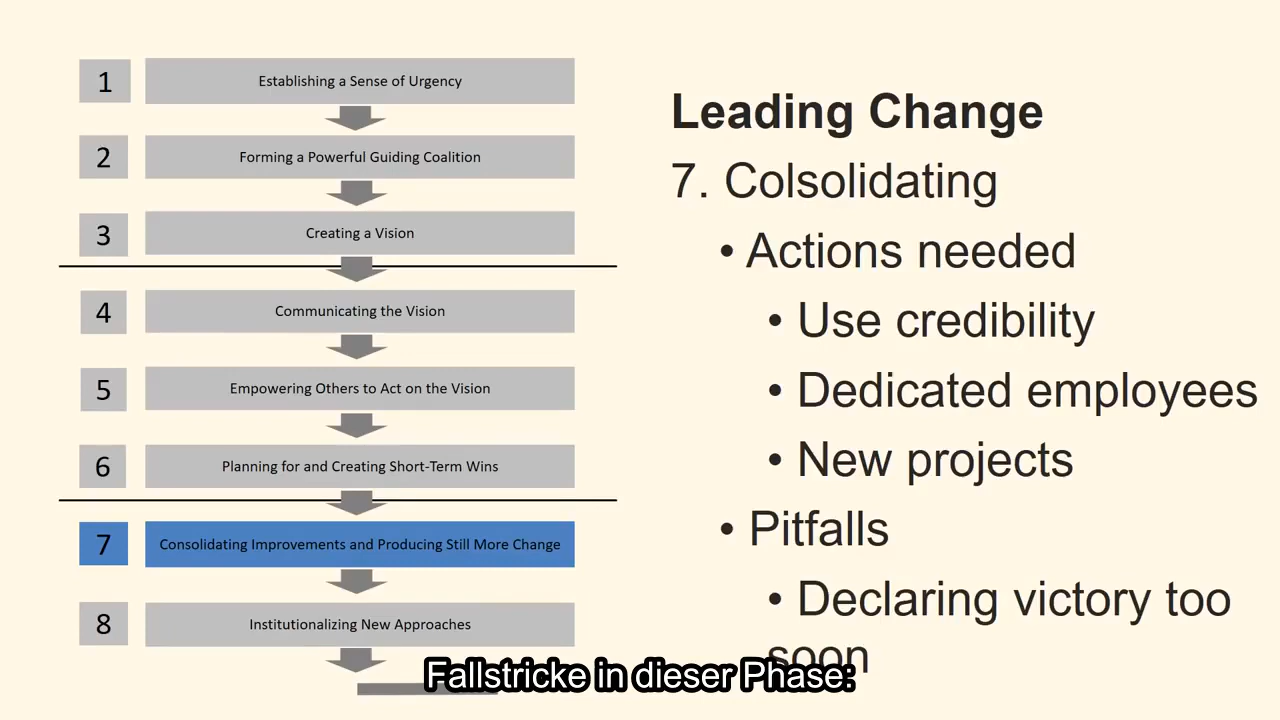 1 Establishing a Sense of Urgency
2 Forming a Powerful Guiding Coalition
3 Creating a Vision
4 Communicating the Vision
5 Empowering Others to Act on the Vision
6 Planning for and Creating Short-Term Wins
7 Consolidating Improvements and Producing Still More Change
8 Institutionalizing New Approaches
Leading Change
7. Colsolidating
• Actions needed
• Use credibility
• Dedicated employees
• New projects
• Pitfalls
• Declaring victory too
soon
Fallstricke in dieser Phase: